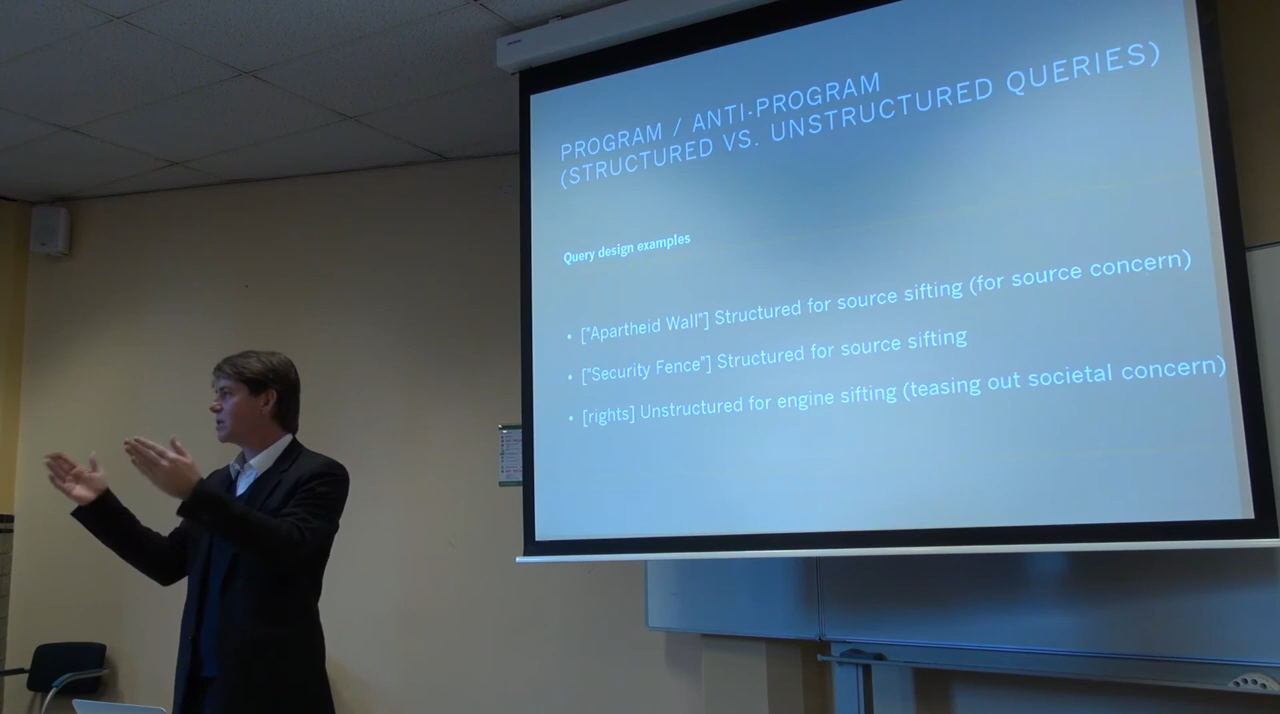 PROGRAM / ANTI-PROGRAM
(STRUCTURED VS. UNSTRUCTURED QUERIES)
Query design examples
• ["Apartheid Wall"] Structured for source sifting (for source concern)
• ["Security Fence"] Structured for source sifting
• [rights] Unstructured for engine sifting (teasing out societal concern)